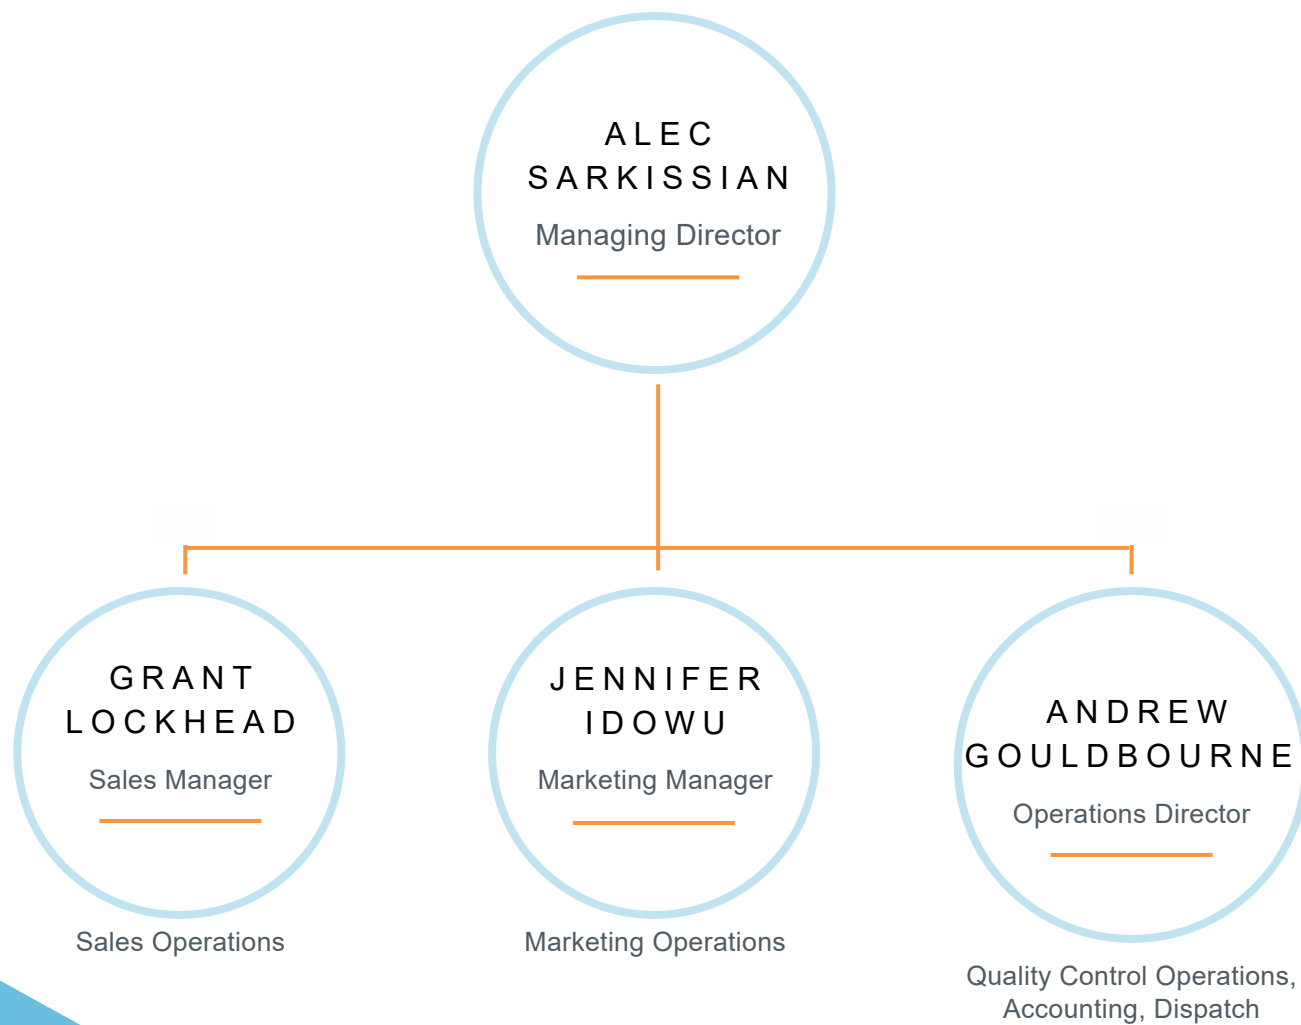 ALEC
SARKISSIAN
Managing Director
GRANT
LOCKHEAD
Sales Manager
Sales Operations
JENNIFER
IDOWU
Marketing Manager
Marketing Operations
ANDREW
GOULDBOURNE
Operations Director
Quality Control Operations,
Accounting, Dispatch